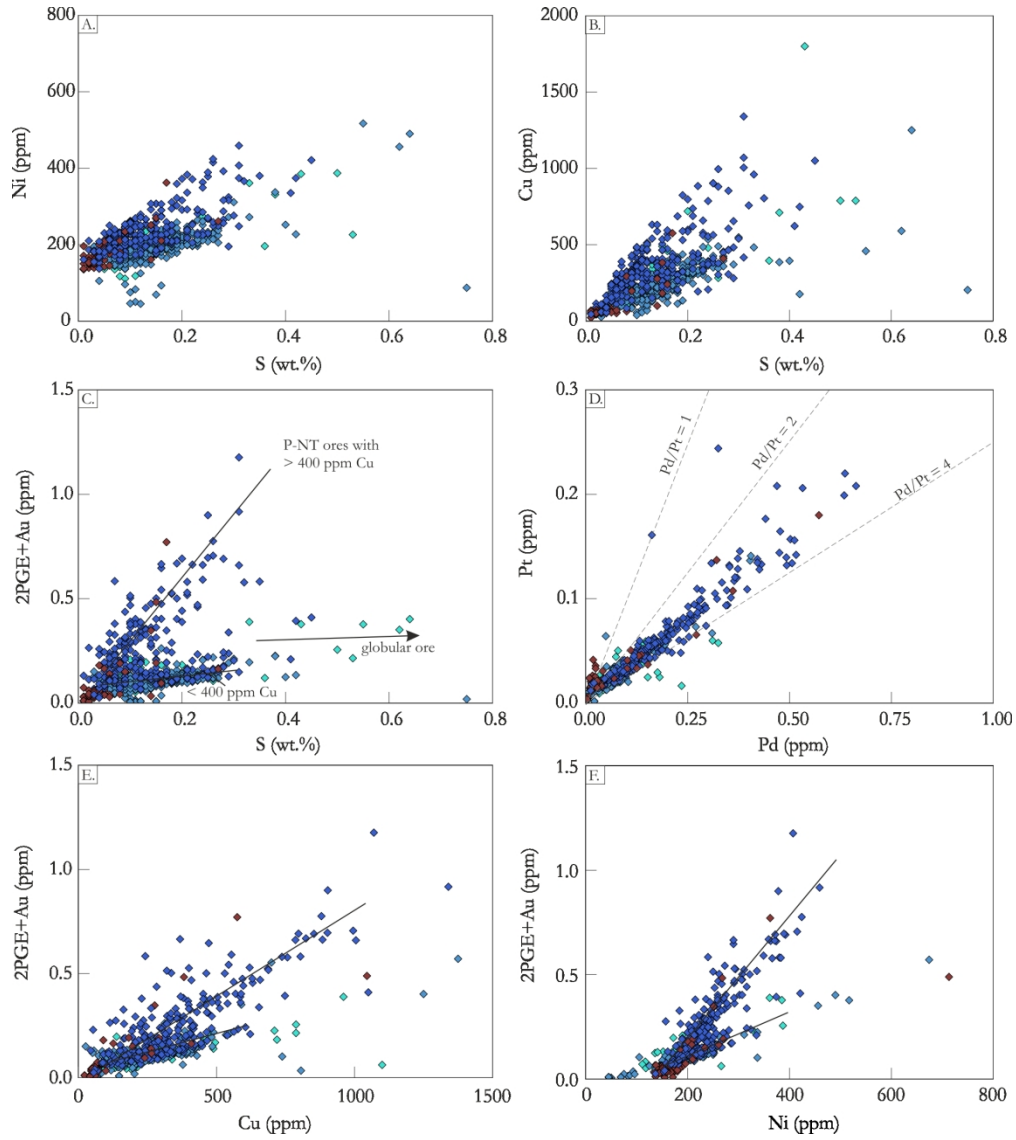 A.
800
600
400
200
0
Ni (ppm)
0.0 0.2 0.4 0.6 0.8
S (wt.%)
B.
2000
1500
1000
500
0
Cu (ppm)
0.0 0.2 0.4 0.6 0.8
S (wt.%)
C.
1.5
1.0
0.5
0.0
2PGE+Au (ppm)
P-NT ores with
> 400 ppm Cu
globular ore
< 400 ppm Cu
0.0 0.2 0.4 0.6 0.8
S (wt.%)
D.
0.3
0.2
0.1
0.0
Pt (ppm)
Pd/Pt = 1
Pd/Pt = 2
Pd/Pt = 4
0.00 0.25 0.50 0.75 1.00
Pd (ppm)
E.
1.5
1.0
0.5
0.0
2PGE+Au (ppm)
0 500 1000 1500
Cu (ppm)
F.
1.5
1.0
0.5
0.0
2PGE+Au (ppm)
0 200 400 600 800
Ni (ppm)